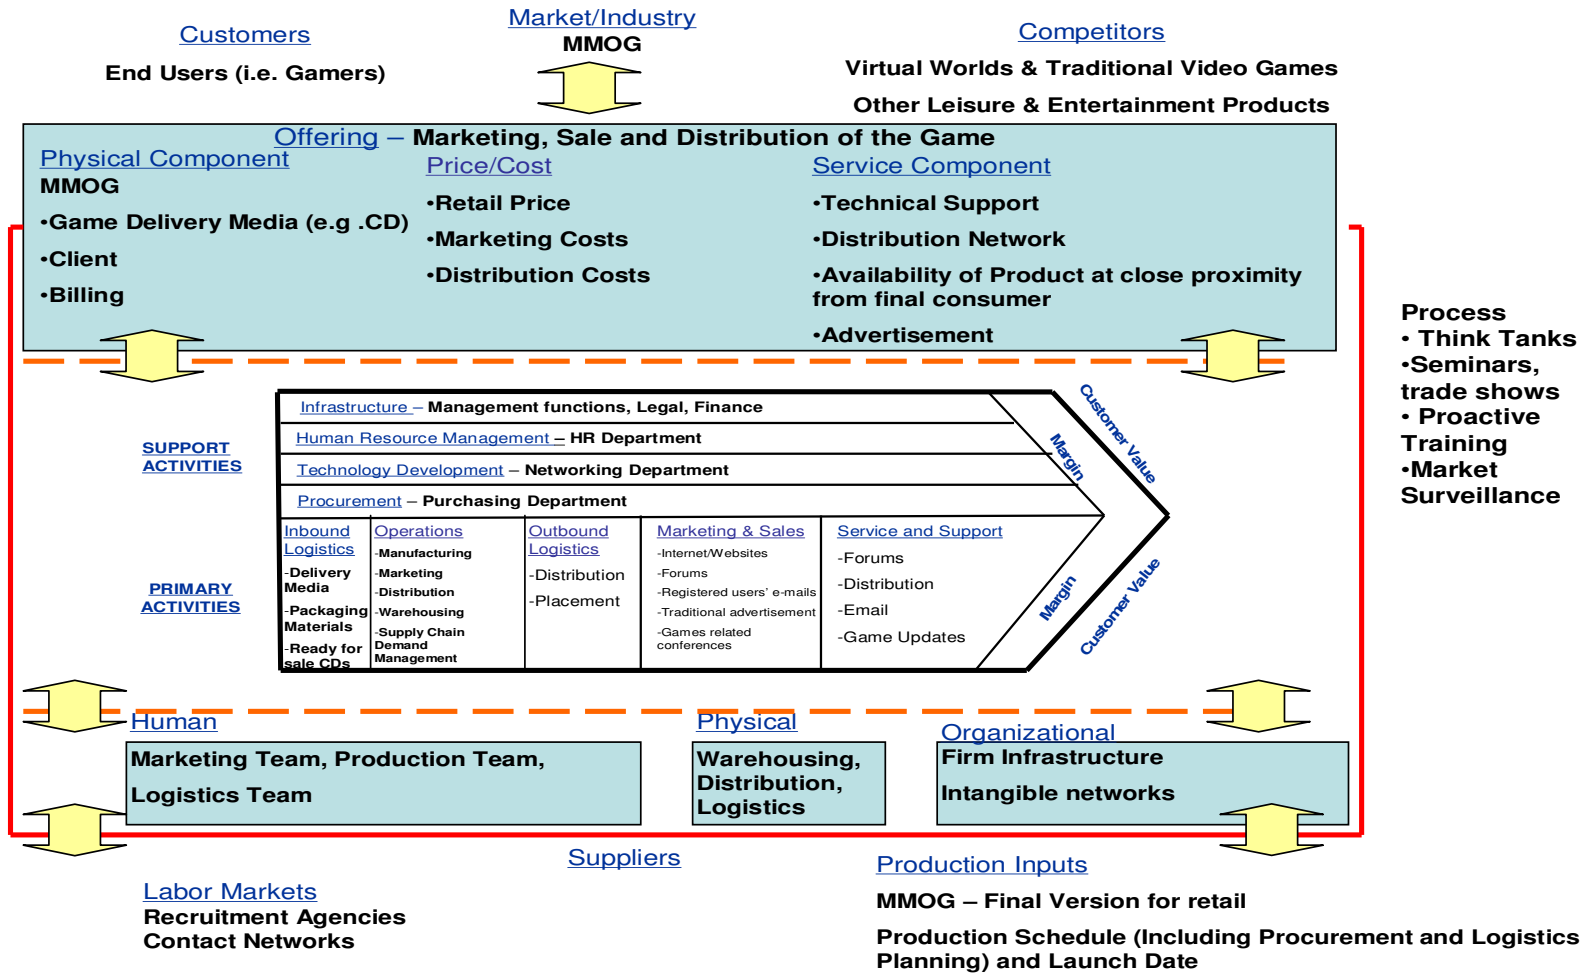 Customers
End Users (i.e. Gamers)
Market/Industry
MMOG
Competitors
Virtual Worlds & Traditional Video Games
Other Leisure & Entertainment Products
Offering – Marketing, Sale and Distribution of the Game
Physical Component
MMOG
•Game Delivery Media (e.g .CD)
•Client
•Billing
Price/Cost
•Retail Price
•Marketing Costs
•Distribution Costs
Service Component
•Technical Support
•Distribution Network
•Availability of Product at close proximity
from final consumer
•Advertisement
Process
• Think Tanks
•Seminars,
trade shows
• Proactive
Training
•Market
Surveillance
SUPPORT
ACTIVITIES
Infrastructure – Management functions, Legal, Finance
Human Resource Management – HR Department
Technology Development – Networking Department
Procurement – Purchasing Department
Margin
Customer Value
PRIMARY
ACTIVITIES
Inbound
Logistics
-Delivery
Media
-Packaging
Materials
-Ready for
sale CDs
Operations
-Manufacturing
-Marketing
-Distribution
-Warehousing
-Supply Chain
Demand
Management
Outbound
Logistics
-Distribution
-Placement
Marketing & Sales
-Internet/Websites
-Forums
-Registered users' e-mails
-Traditional advertisement
-Games related
conferences
Service and Support
-Forums
-Distribution
-Email
-Game Updates
Margin
Customer Value
Human
Marketing Team, Production Team,
Logistics Team
Physical
Warehousing,
Distribution,
Logistics
Organizational
Firm Infrastructure
Intangible networks
Suppliers
Labor Markets
Recruitment Agencies
Contact Networks
Production Inputs
MMOG – Final Version for retail
Production Schedule (Including Procurement and Logistics
Planning) and Launch Date